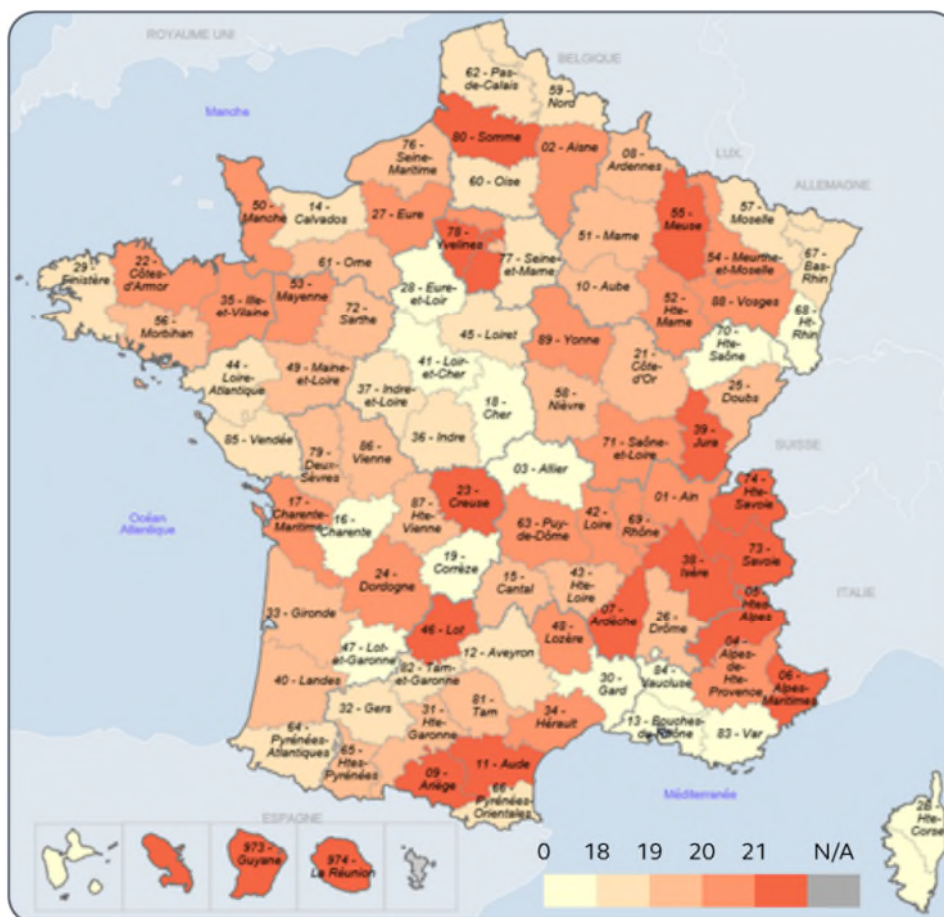 ROYAUME UNI
BELGIQUE
62 - Pas-
de-Calais
59 -
Nord
Manche
80 - Somme
76 -
Seine-
Maritime
02 - Aisne
08 -
Ardennes
LUX.
ALLEMAGNE
60 - Oise
50 -
Manche
14 -
Calvados
27 - Eure
55 -
Meuse
57 -
Moselle
78 -
Yvelines
51 - Marne
61 - Orne
77 - Seine-
et-Marne
54 - Meurthe-
et-Moselle
67 -
Bas-
Rhin
29 -
Finistère
22 -
Côtes-
d'Armor
53 -
Mayenne
28 - Eure-
et-Loir
10 - Aube
52 -
Hte-
Marne
88 - Vosges
35 - Ille-
et-Vilaine
72 -
Sarthe
68 -
Ht-
Rhin
56 -
Morbihan
45 - Loiret
89 - Yonne
70 -
Hte-
Saône
41 - Loir-
et-Cher
21 -
Côte-
d'Or
44 -
Loire-
Atlantique
49 - Maine-
et-Loire
37 - Indre-
et-Loire
18 -
Cher
58 -
Nièvre
25 -
Doubs
85 - Vendée
79 -
Deux-
Sèvres
86 -
Vienne
36 - Indre
71 - Saône-
et-Loire
39 -
Jura
SUISSE
03 - Allier
74 -
Hte-
Savoie
17 -
Charente-
Maritime
16 -
Charente
87 -
Hte-
Vienne
23 -
Creuse
01 - Ain
Océan
Atlantique
63 - Puy-
de-Dôme
42 -
Loire
69 -
Rhône
73 -
Savoie
19 -
Corrèze
38 -
Isère
24 -
Dordogne
15 -
Cantal
43 -
Hte-
Loire
05 -
Htes-
Alpes
ITALIE
33 - Gironde
07 -
Ardèche
26 -
Drôme
46 - Lot
48 -
Lozère
04 -
Alpes-
de-
Hte-
Provence
47 - Lot-
et-Garonne
12 - Aveyron
40 - Landes
82 - Tarn-
et-Garonne
30 -
Gard
84 -
Vaucluse
06 -
Alpes-
Maritimes
32 - Gers
31 -
Hte-
Garonne
81 -
Tarn
34 -
Hérault
13 - Bouches-
de-Rhône
83 - Var
64 -
Pyrénées-
Atlantiques
65 -
Htes-
Pyrénées
09 -
Ariège
11 - Aude
Méditerranée
66 -
Pyrénées-
Orientales
ESPAGNE
2B -
Hte-
Corse
973 -
Guyane
974 -
La Réunion
0 18 19 20 21 N/A